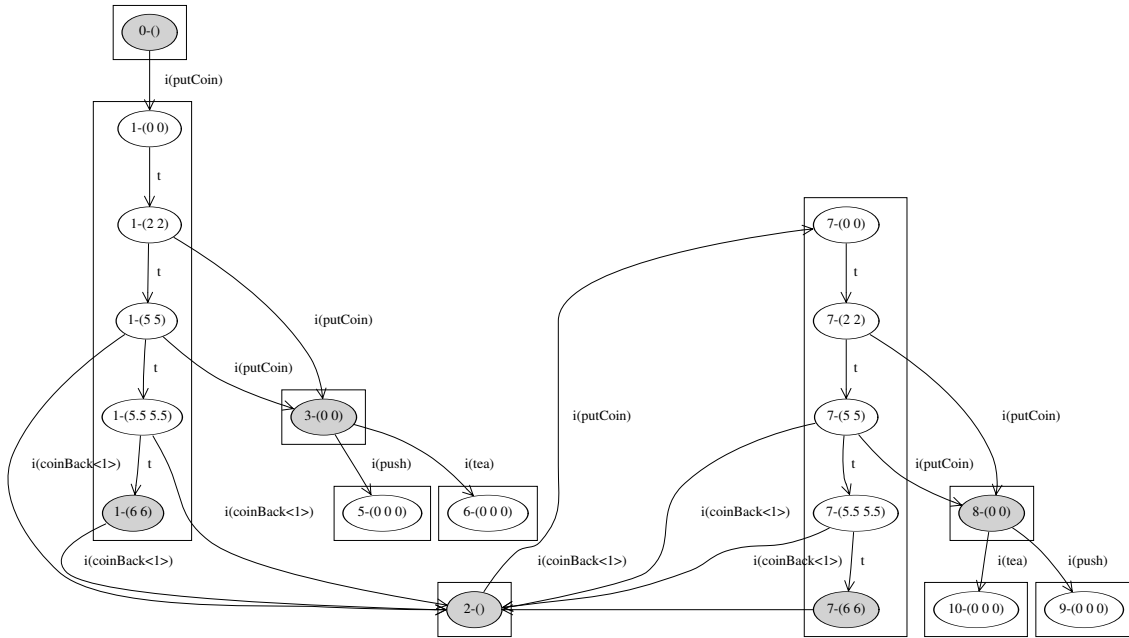 0-()
i(putCoin)
1-(0 0)
t
1-(2 2)
7-(0 0)
t
t
1-(5 5)
i(putCoin)
7-(2 2)
t
i(putCoin)
t
1-(5.5 5.5)
3-(0 0)
i(putCoin)
7-(5 5)
i(putCoin)
i(coinBack<1>)
t
i(push)
i(tea)
t
i(putCoin)
1-(6 6)
i(coinBack<1>)
5-(0 0 0)
6-(0 0 0)
i(coinBack<1>)
7-(5.5 5.5)
8-(0 0)
i(coinBack<1>)
i(coinBack<1>)
i(coinBack<1>)
t
i(tea)
i(push)
2-()
7-(6 6)
10-(0 0 0)
9-(0 0 0)